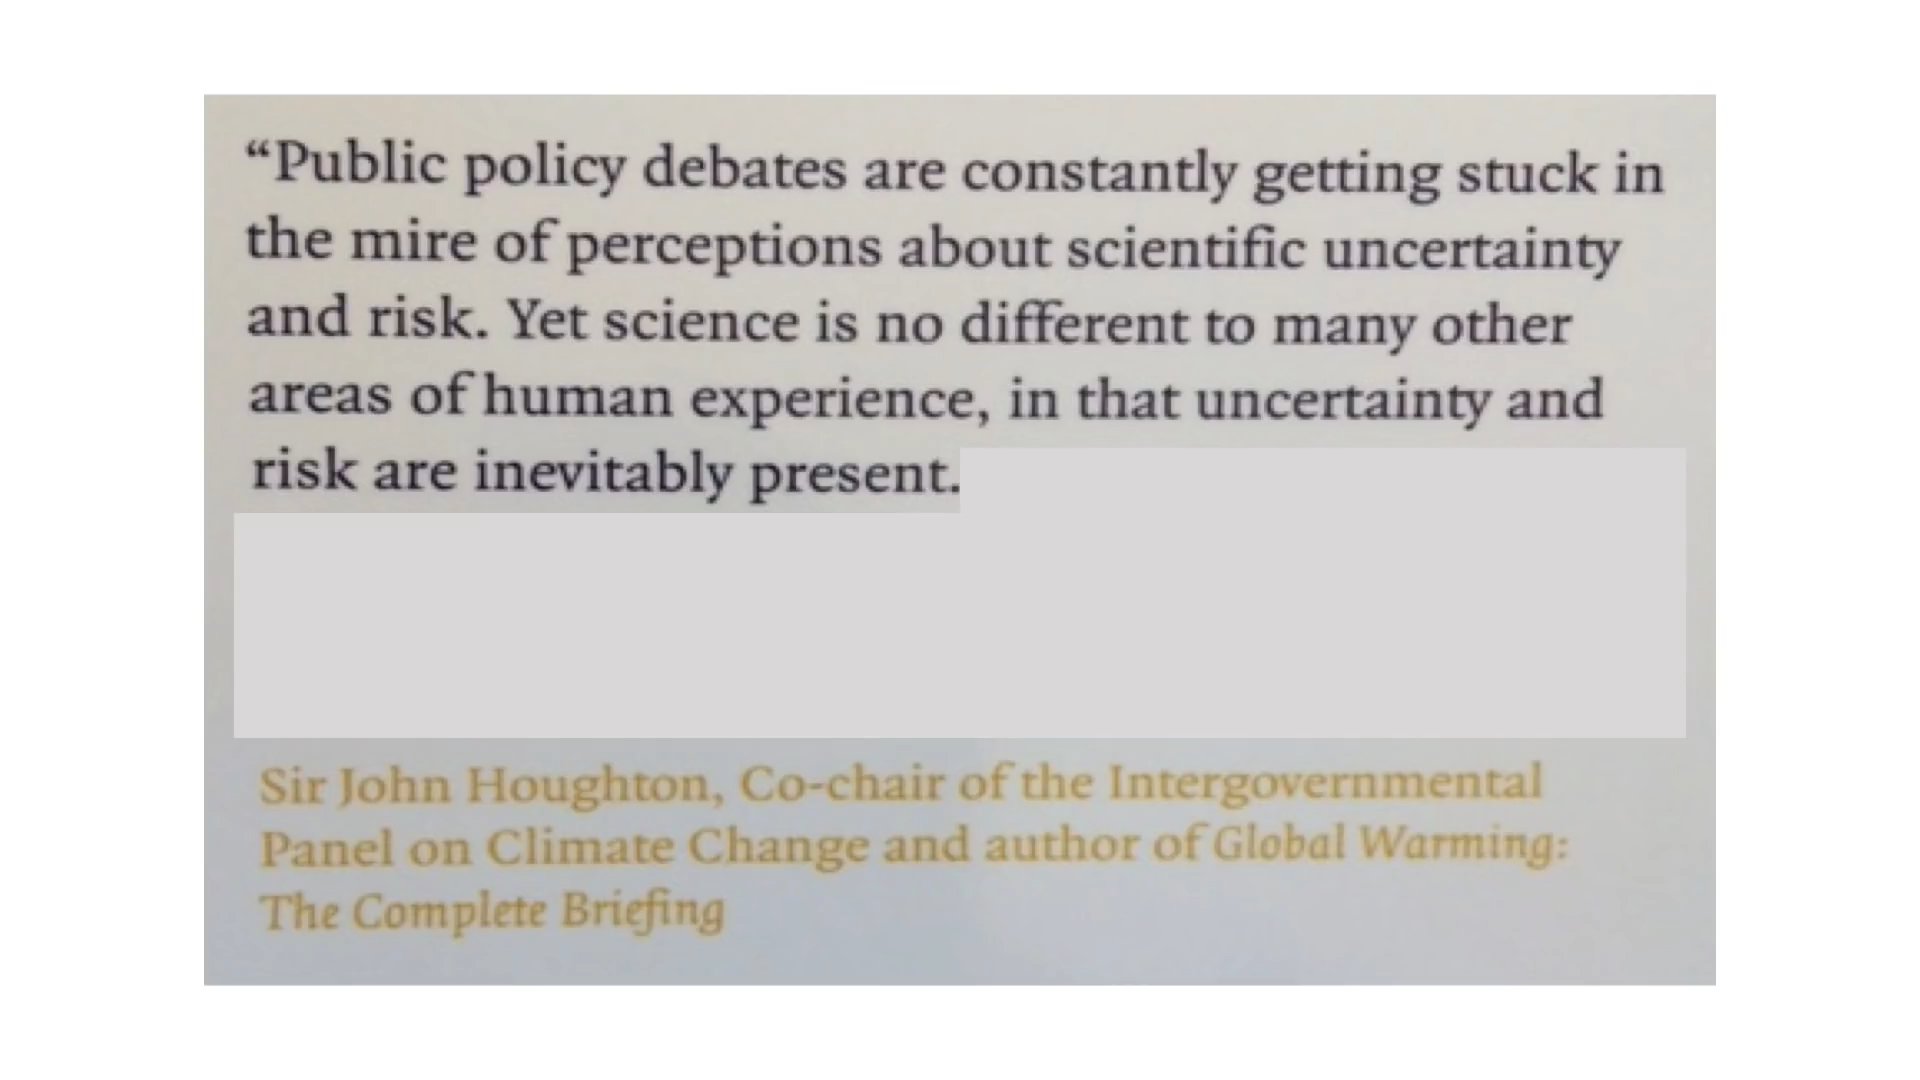 “Public policy debates are constantly getting stuck in
the mire of perceptions about scientific uncertainty
and risk. Yet science is no different to many other
areas of human experience, in that uncertainty and
risk are inevitably present.
Sir John Houghton, Co-chair of the Intergovernmental
Panel on Climate Change and author of Global Warming:
The Complete Briefing